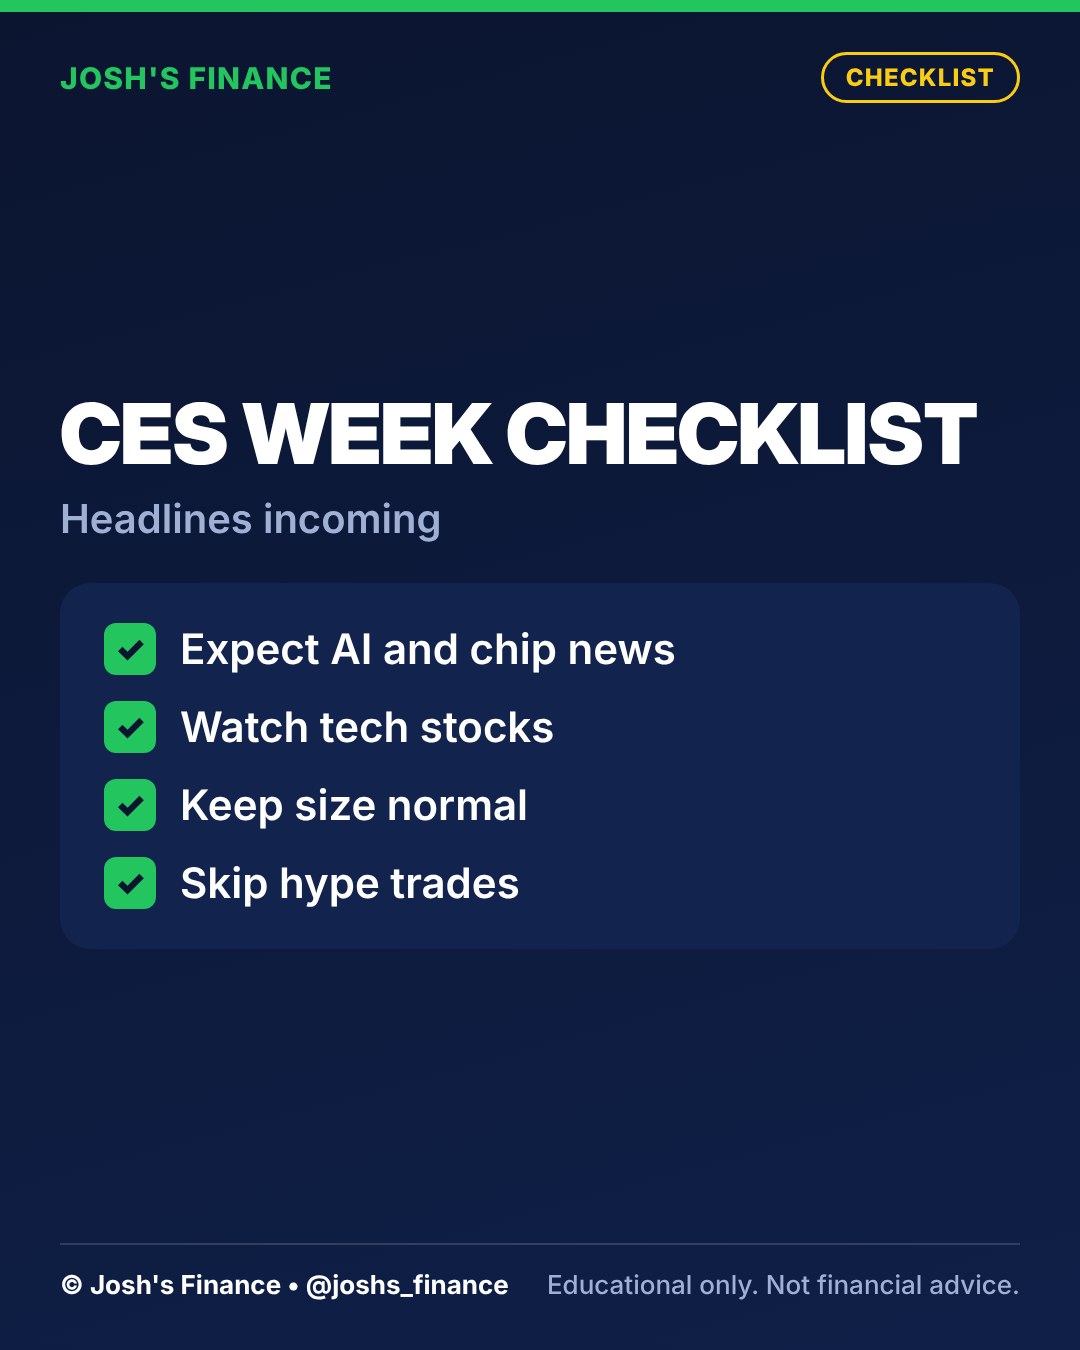 JOSH'S FINANCE
CHECKLIST
CES WEEK CHECKLIST
Headlines incoming
Expect AI and chip news
Watch tech stocks
Keep size normal
Skip hype trades
© Josh's Finance • @joshs_finance
Educational only. Not financial advice.